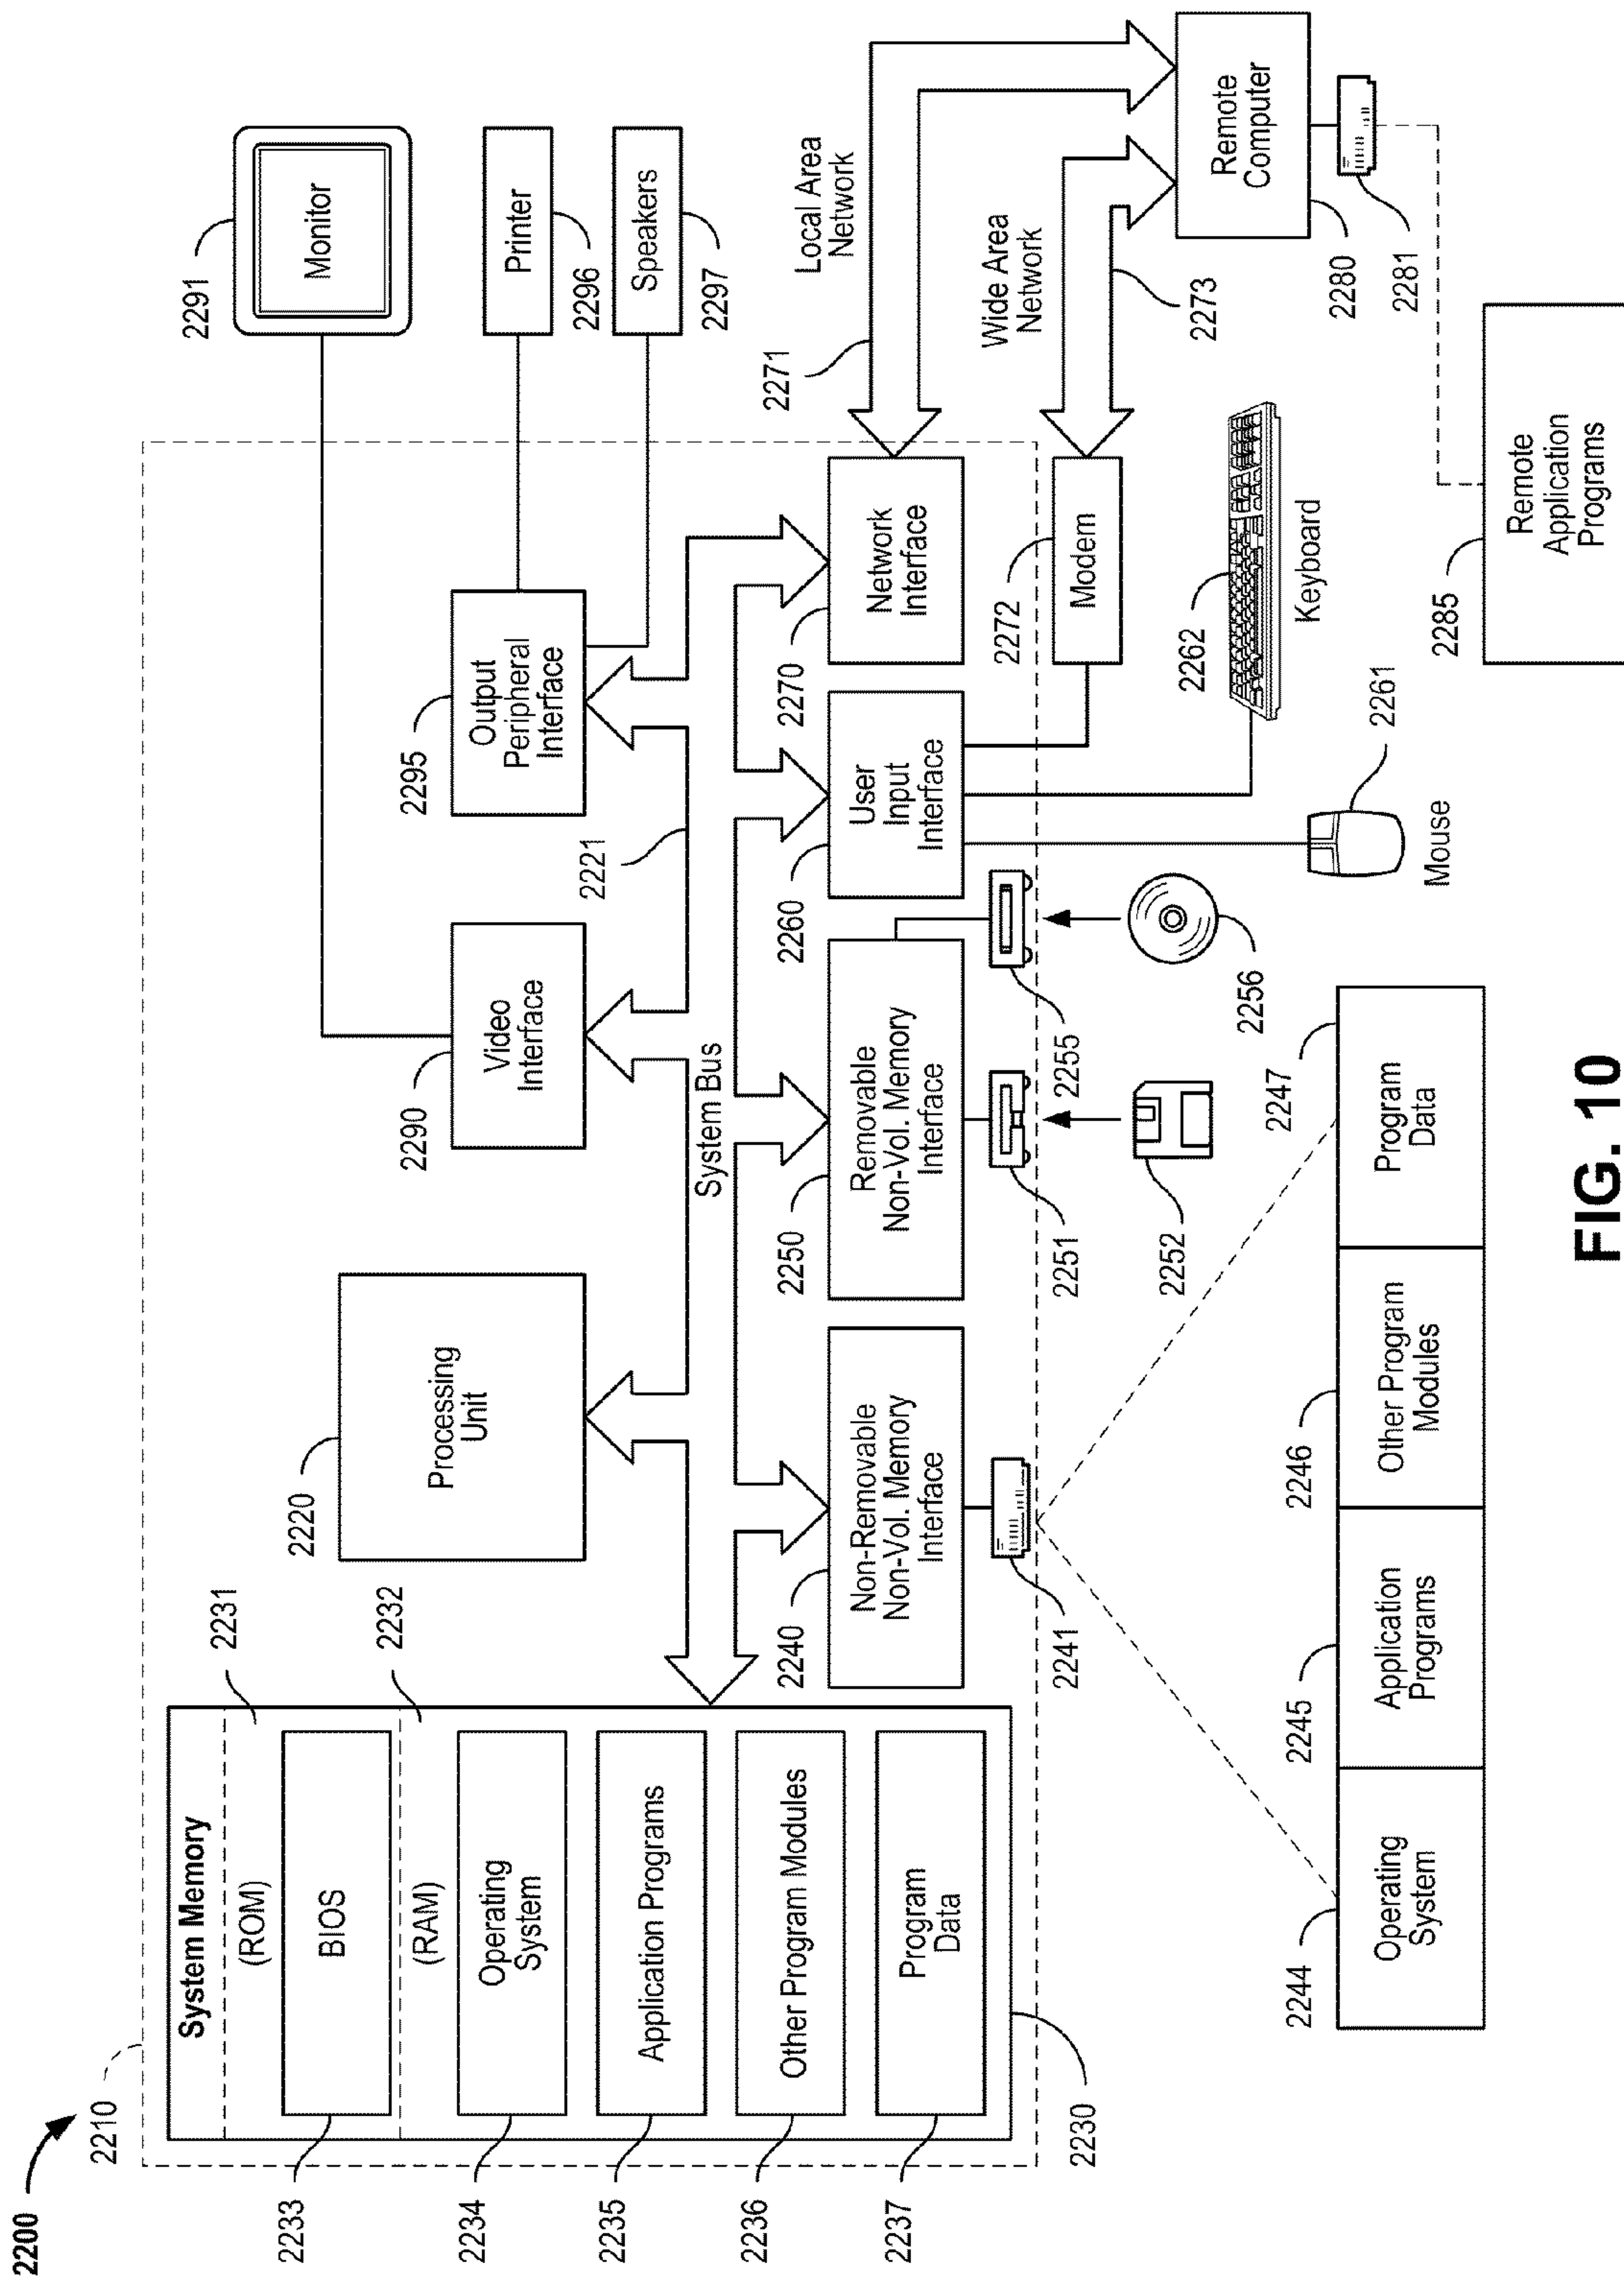 2200
2210
System Memory
(ROM)
2231
BIOS
2233
(RAM)
2232
Operating
System
2234
Application Programs
2235
Other Program Modules
2236
Program
Data
2237
2230
2220
Processing
Unit
2290
Video
Interface
2295
Output
Peripheral
Interface
2291
Monitor
Printer
2296
Speakers
2297
System Bus
2221
2240
Non-Removable
Non-Vol. Memory
Interface
2241
2250
Removable
Non-Vol. Memory
Interface
2251
2255
2252
2256
2260
User
Input
Interface
2270
Network
Interface
2271
Local Area
Network
2272
Modem
Wide Area
Network
2273
2262
Keyboard
2261
Mouse
Remote
Computer
2280
2281
2285
Remote
Application
Programs
2244
Operating
System
2245
Application
Programs
2246
Other Program
Modules
2247
Program
Data
FIG. 10